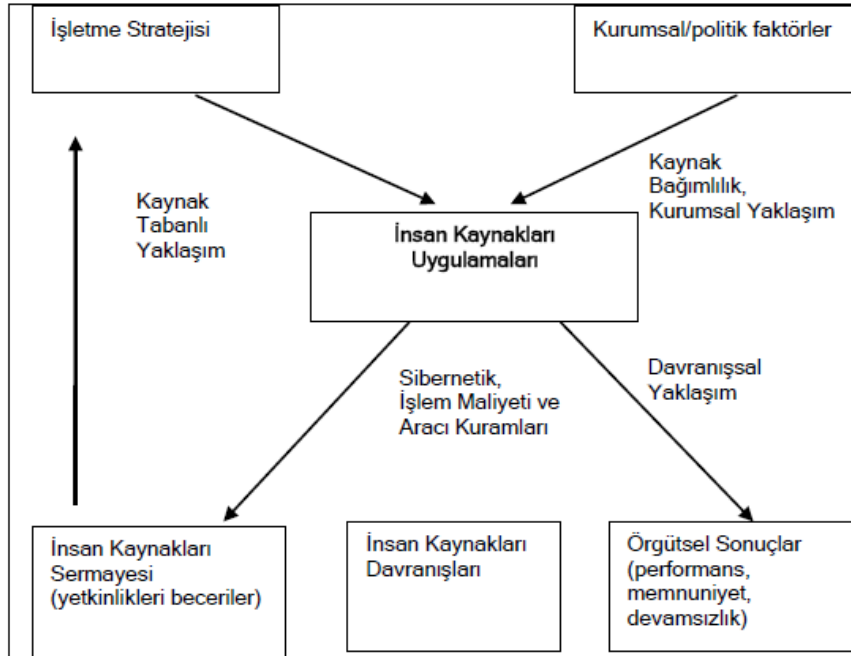 İşletme Stratejisi
Kurumsal/politik faktörler
Kaynak
Tabanlı
Yaklaşım
Kaynak
Bağımlılık,
Kurumsal Yaklaşım
İnsan Kaynakları
Uygulamaları
Sibernetik,
İşlem Maliyeti ve
Aracı Kuramları
Davranışsal
Yaklaşım
İnsan Kaynakları
Sermayesi
(yetkinlikleri beceriler)
İnsan Kaynakları
Davranışları
Örgütsel Sonuçlar
(performans,
memnuniyet,
devamsızlık)